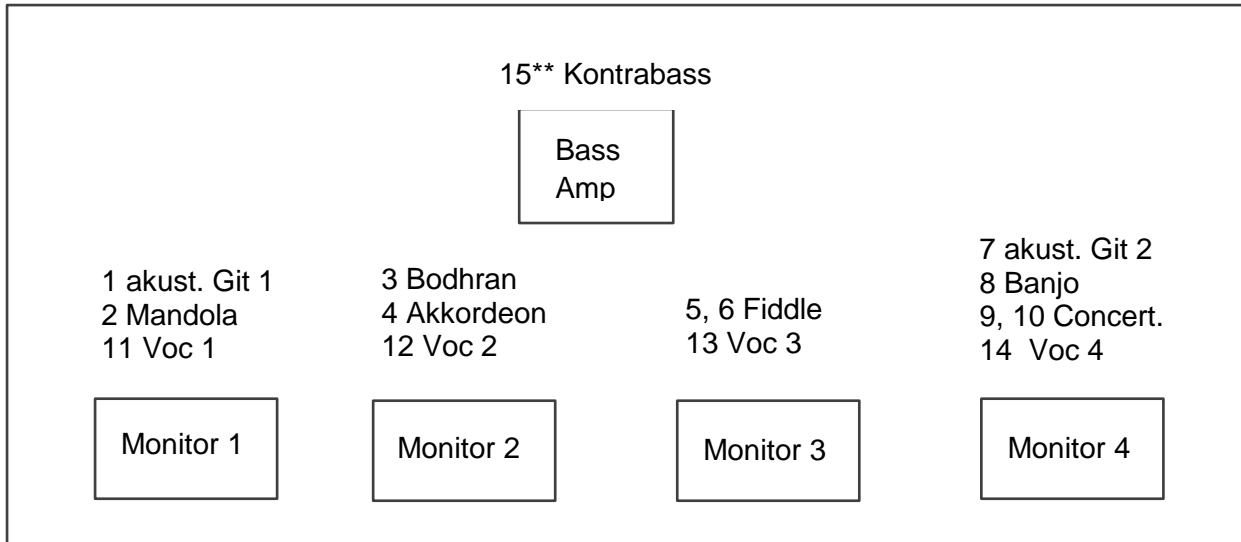 15** Kontrabass
Bass
Amp
1 akust. Git 1
2 Mandola
11 Voc 1
3 Bodhran
4 Akkordeon
12 Voc 2
5, 6 Fiddle
13 Voc 3
7 akust. Git 2
8 Banjo
9, 10 Concert.
14 Voc 4
Monitor 1
Monitor 2
Monitor 3
Monitor 4